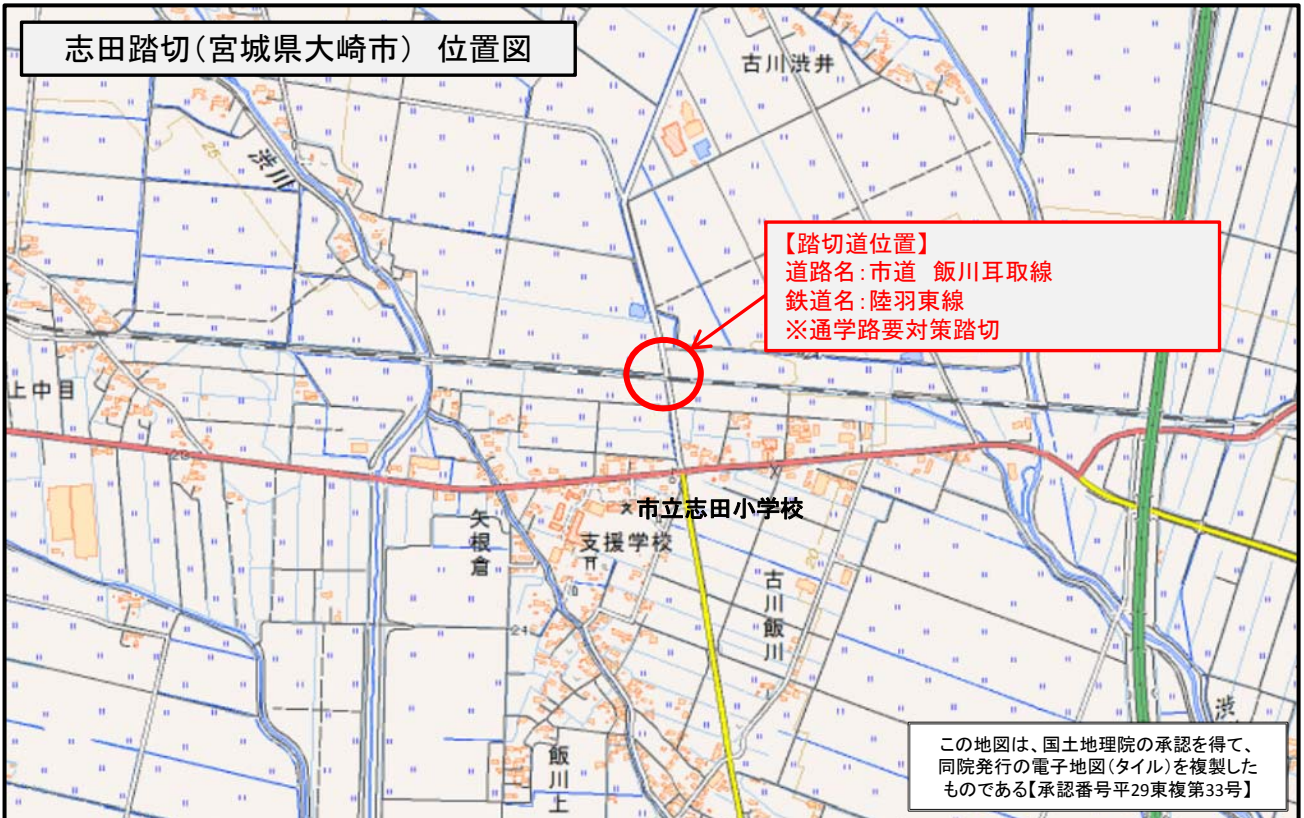 志田踏切(宮城県大崎市) 位置図
古川渋井
渋川
25
【踏切道位置】
道路名:市道 飯川耳取線
鉄道名:陸羽東線
※通学路要対策踏切
上中目
市立志田小学校
矢根倉
支援学校
古川飯川
24
飯川上
渋
この地図は、国土地理院の承認を得て、
同院発行の電子地図(タイル)を複製した
ものである【承認番号平29東複第33号】